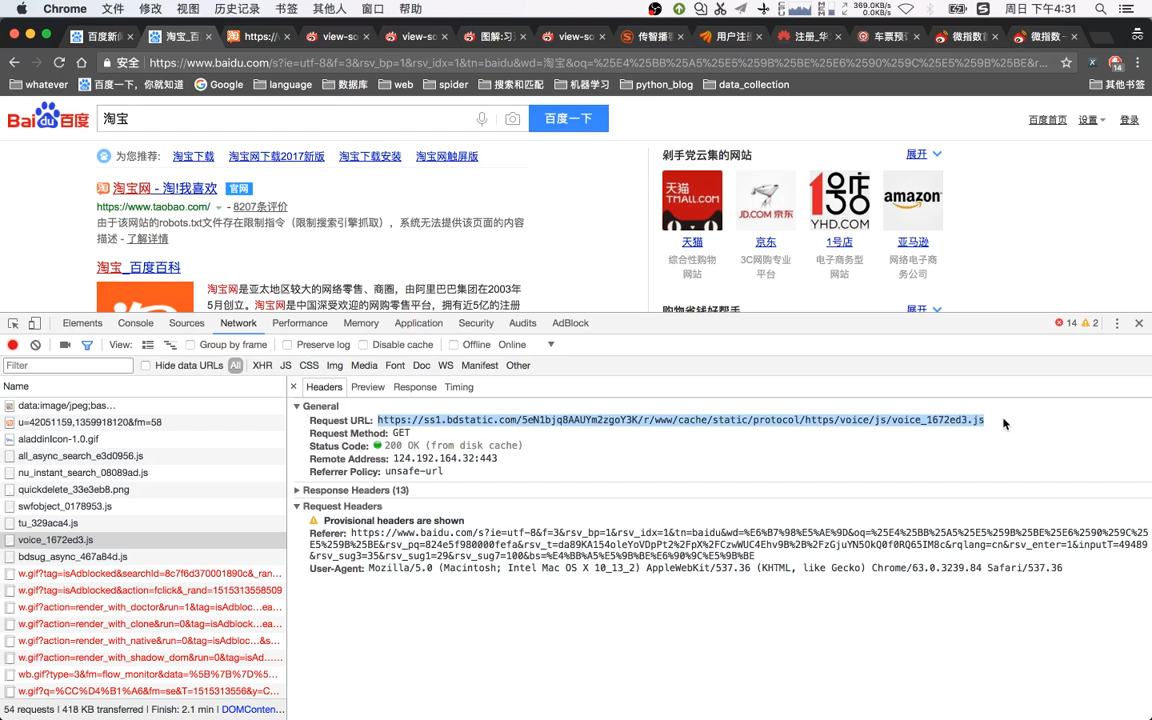 Chrome 文件 修改 视图 历史记录 书签 其他人 窗口 帮助 369.0KB/s 0.0KB/s 周日 下午4:31
百度新闻 淘宝_百 https:/ view-so view-so 图解:习 view-so 传智播 用户注 注册_华 车票预 微指数 微指数-
安全 https://www.baidu.com/s?ie=utf-8&f=3&rsv_bp=1&rsv_idx=1&tn=baidu&wd=淘宝&oq=%25E4%25BB%25A5%25E5%259B%25BE%25E6%2590%259C%25E5%259B%25BE&r... 14
whatever 百度一下，你就知道 Google language 数据库 web spider 搜索和匹配 机器学习 python_blog data_collection 其他书签
Bai du 百度 淘宝 百度一下 百度首页 设置 登录
为您推荐: 淘宝下载 淘宝网下载2017新版 淘宝下载安装 淘宝网触屏版
淘宝网 - 淘!我喜欢 官网
https://www.taobao.com/ - 8207条评价
由于该网站的robots.txt文件存在限制指令（限制搜索引擎抓取），系统无法提供该页面的内容
描述 - 了解详情
淘宝_百度百科
淘宝网是亚太地区较大的网络零售、商圈，由阿里巴巴集团在2003年
5月创立。淘宝网是中国深受欢迎的网购零售平台，拥有近5亿的注册
剁手党云集的网站 展开
天猫 TMALL.COM JD.COM 京东 1号店 YHD.COM amazon
天猫 京东 1号店 亚马逊
综合性购物网站 3C网购专业平台 电子商务型网站 网络电子商务公司
购物省钱好帮手 展开
Elements Console Sources Network Performance Memory Application Security Audits AdBlock 14 2
View: Group by frame Preserve log Disable cache Offline Online
Filter Hide data URLs All XHR JS CSS Img Media Font Doc WS Manifest Other
Name
data:image/jpeg;bas…
u=42051159,1359918120&fm=58
aladdinIcon-1.0.gif
all_async_search_e3d0956.js
nu_instant_search_08089ad.js
quickdelete_33e3eb8.png
swfobject_0178953.js
tu_329aca4.js
voice_1672ed3.js
bdsug_async_467a84d.js
w.gif?tag=isAdblocked&searchId=8c7f6d370001890c&_ran…
w.gif?tag=isAdblocked&action=fclick&_rand=1515313558509
w.gif?action=render_with_doctor&run=1&tag=isAdbloc…ea…
w.gif?action=render_with_clone&run=0&tag=isAdblock…ea…
w.gif?action=render_with_native&run=0&tag=isAdbloc…&s…
w.gif?action=render_with_shadow_dom&run=0&tag=isAd……
wb.gif?type=3&fm=flow_monitor&data=%5B%7B%7D%5…
w.gif?q=%CC%D4%B1%A6&fm=se&T=1515313556&y=C…
54 requests | 418 KB transferred | Finish: 2.1 min | DOMConten…
Headers Preview Response Timing
General
Request URL: https://ss1.bdstatic.com/5eN1bjq8AAUYm2zgoY3K/r/www/cache/static/protocol/https/voice/js/voice_1672ed3.js
Request Method: GET
Status Code: 200 OK (from disk cache)
Remote Address: 124.192.164.32:443
Referrer Policy: unsafe-url
Response Headers (13)
Request Headers
Provisional headers are shown
Referer: https://www.baidu.com/s?ie=utf-8&f=3&rsv_bp=1&rsv_idx=1&tn=baidu&wd=%E6%B7%98%E5%AE%9D&oq=%25E4%25BB%25A5%25E5%259B%25BE%25E6%2590%259C%25
E5%259B%25BE&rsv_pq=824e5f980000fefa&rsv_t=da89KA154oleYoVDpPt2%2FpX%2FCzwWUC4Ehv9B%2B%2FzGjuYN5OkQ0f0RQ65IM8c&rqlang=cn&rsv_enter=1&inputT=49489
&rsv_sug3=35&rsv_sug1=29&rsv_sug7=100&bs=%E4%BB%A5%E5%9B%BE%E6%90%9C%E5%9B%BE
User-Agent: Mozilla/5.0 (Macintosh; Intel Mac OS X 10_13_2) AppleWebKit/537.36 (KHTML, like Gecko) Chrome/63.0.3239.84 Safari/537.36